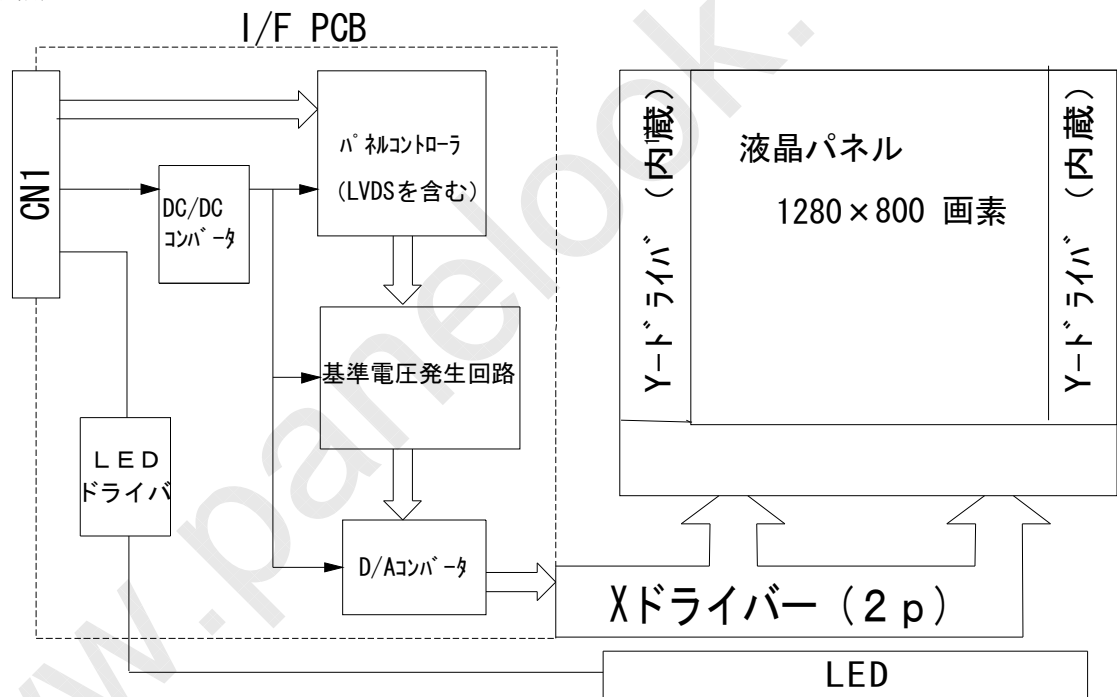 I/F PCB
CN1
DC/DC
コンバータ
パネルコントローラ
(LVDSを含む)
基準電圧発生回路
LED
ドライバ
D/Aコンバータ
Y-ドライバ (内蔵)
液晶パネル
1280×800 画素
Y-ドライバ (内蔵)
Xドライバー(2p)
LED
www.panelook.